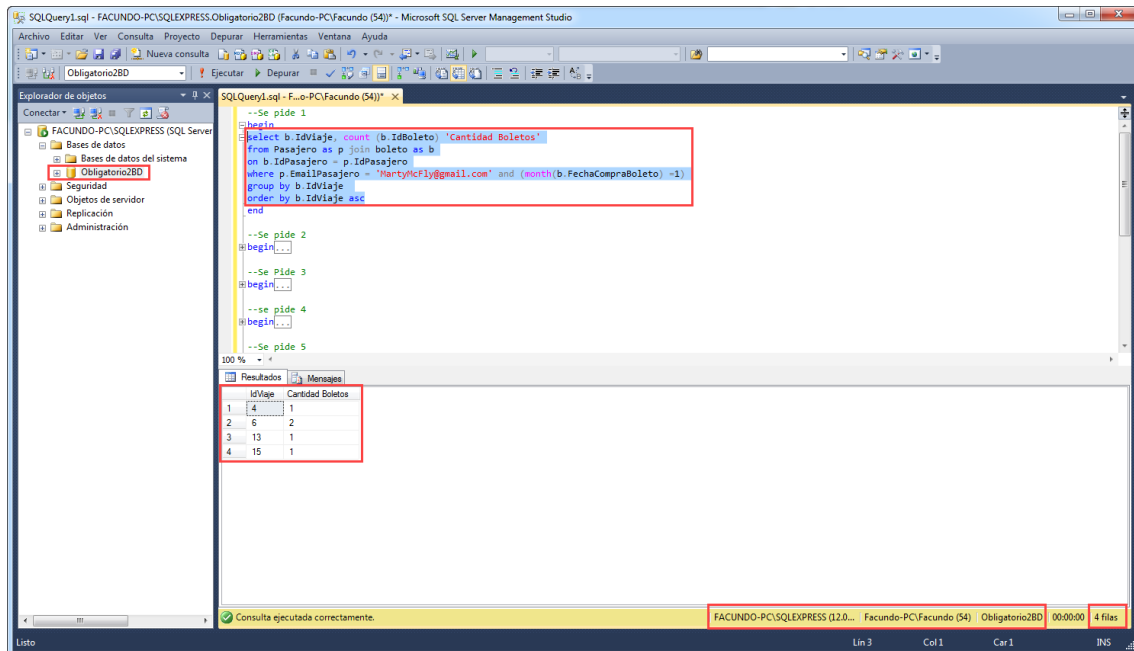 SQLQuery1.sql - FACUNDO-PC\SQLEXPRESS.Obligatorio2BD (Facundo-PC\Facundo (54))* - Microsoft SQL Server Management Studio
Archivo Editar Ver Consulta Proyecto Depurar Herramientas Ventana Ayuda
Nueva consulta
Obligatorio2BD
Ejecutar
Depurar
Explorador de objetos
Conectar
FACUNDO-PC\SQLEXPRESS (SQL Server
Bases de datos
Bases de datos del sistema
Obligatorio2BD
Seguridad
Objetos de servidor
Replicación
Administración
SQLQuery1.sql - F...o-PC\Facundo (54))*
--Se pide 1
begin
select b.IdViaje, count (b.IdBoleto) 'Cantidad Boletos'
from Pasajero as p join boleto as b
on b.IdPasajero = p.IdPasajero
where p.EmailPasajero = 'MartyMcFly@gmail.com' and (month(b.FechaCompraBoleto) =1)
group by b.IdViaje
order by b.IdViaje asc
end
--Se pide 2
begin...
--Se Pide 3
begin...
--se pide 4
begin...
--Se pide 5
100 %
Resultados Mensajes
IdViaje Cantidad Boletos
1 4 1
2 6 2
3 13 1
4 15 1
Consulta ejecutada correctamente.
FACUNDO-PC\SQLEXPRESS (12.0... Facundo-PC\Facundo (54) Obligatorio2BD 00:00:00 4 filas
Listo
Lín 3 Col 1 Car 1 INS